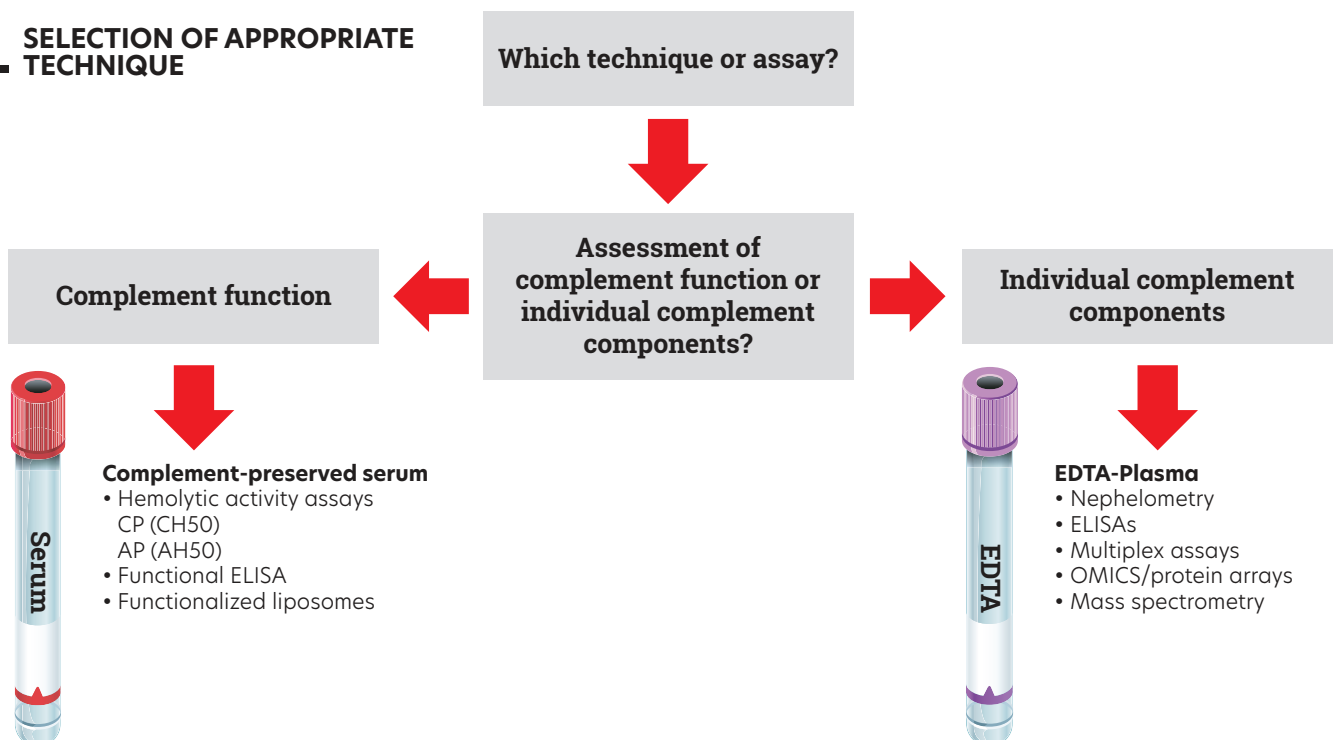 SELECTION OF APPROPRIATE
TECHNIQUE
Which technique or assay?
Assessment of
complement function or
individual complement
components?
Complement function
Individual complement
components
Serum
Complement-preserved serum
• Hemolytic activity assays
CP (CH50)
AP (AH50)
• Functional ELISA
• Functionalized liposomes
EDTA
EDTA-Plasma
• Nephelometry
• ELISAs
• Multiplex assays
• OMICS/protein arrays
• Mass spectrometry